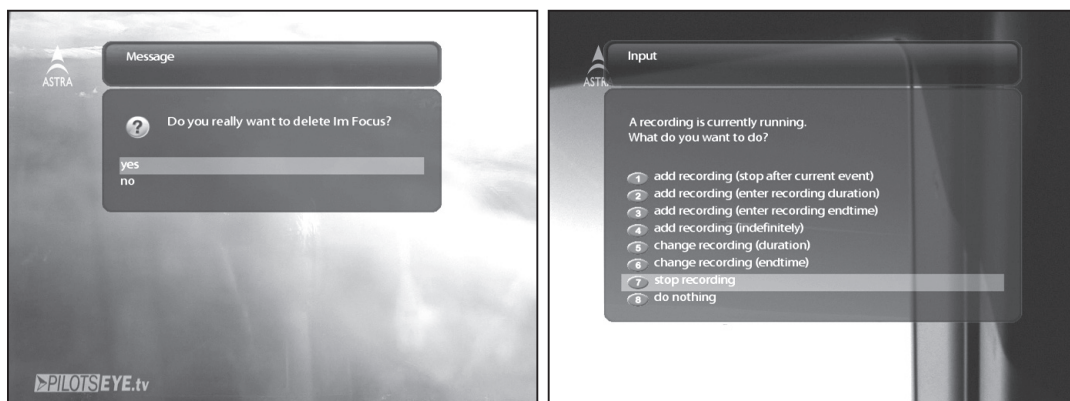 Message
ASTRA
Do you really want to delete Im Focus?
yes
no
PILOTSEYE.tv
Input
ASTR
A recording is currently running.
What do you want to do?
1 add recording (stop after current event)
2 add recording (enter recording duration)
3 add recording (enter recording endtime)
4 add recording (indefinitely)
5 change recording (duration)
6 change recording (endtime)
7 stop recording
8 do nothing